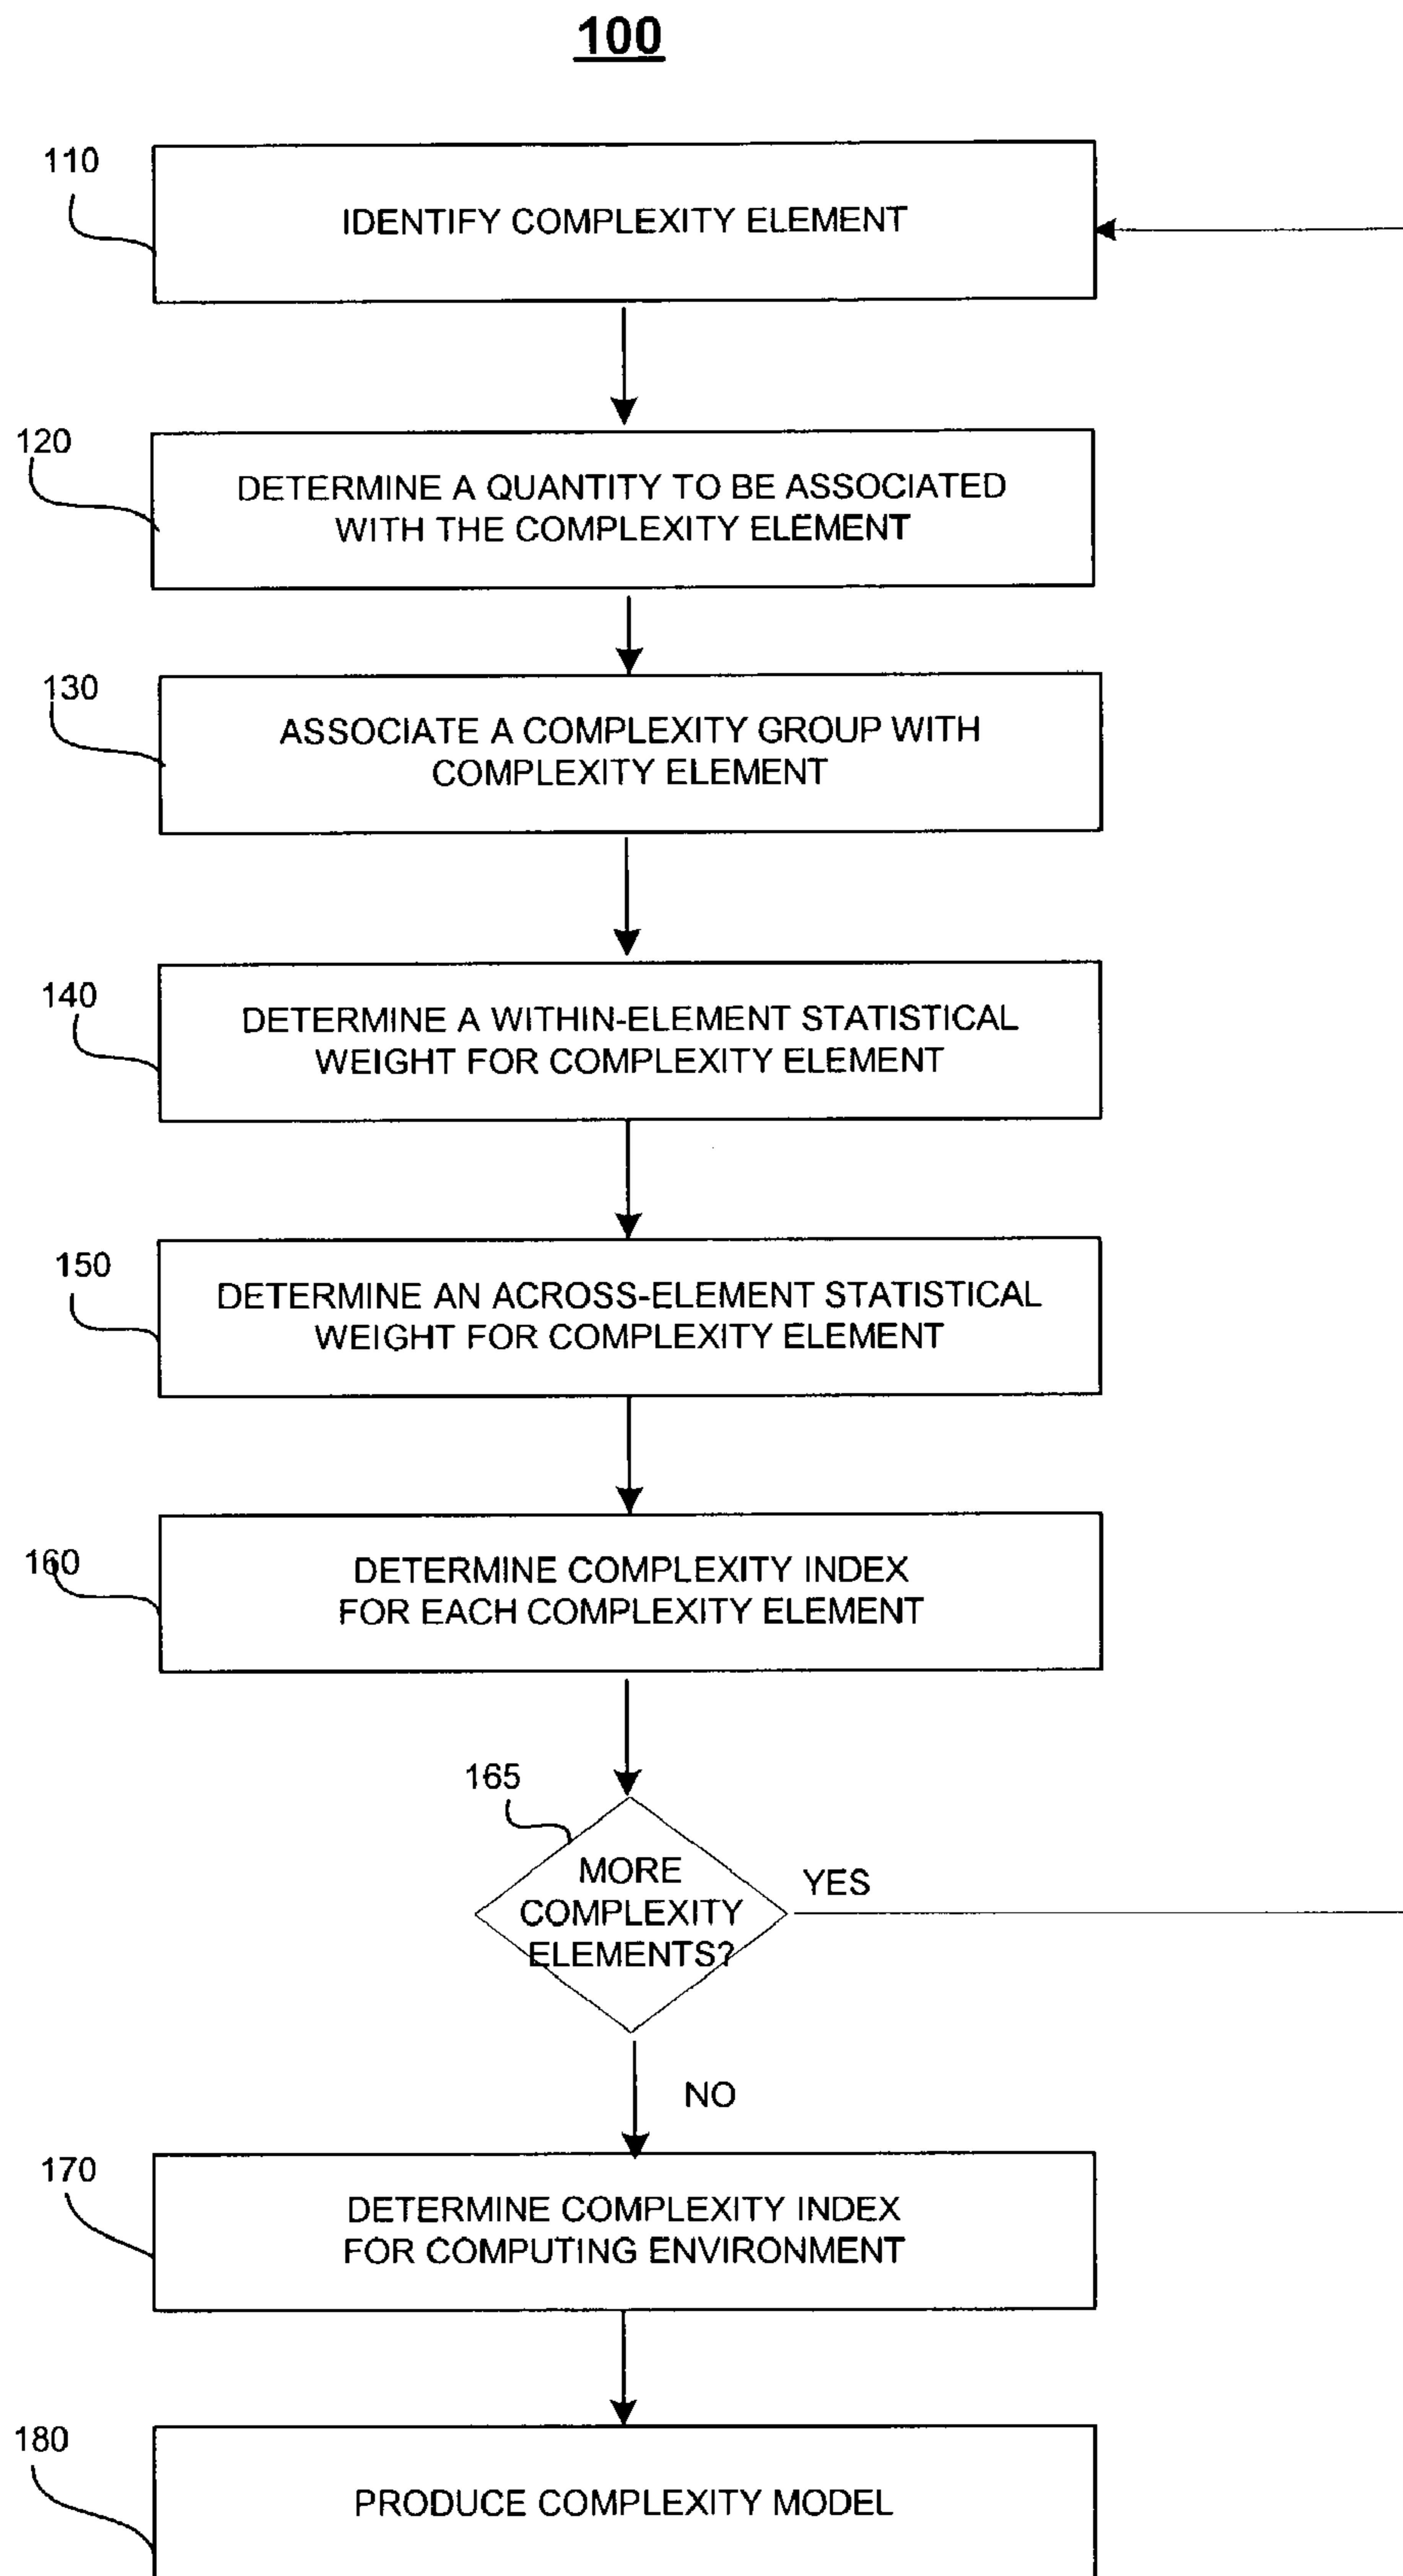 100
110
IDENTIFY COMPLEXITY ELEMENT
120
DETERMINE A QUANTITY TO BE ASSOCIATED
WITH THE COMPLEXITY ELEMENT
130
ASSOCIATE A COMPLEXITY GROUP WITH
COMPLEXITY ELEMENT
140
DETERMINE A WITHIN-ELEMENT STATISTICAL
WEIGHT FOR COMPLEXITY ELEMENT
150
DETERMINE AN ACROSS-ELEMENT STATISTICAL
WEIGHT FOR COMPLEXITY ELEMENT
160
DETERMINE COMPLEXITY INDEX
FOR EACH COMPLEXITY ELEMENT
165
MORE
COMPLEXITY
ELEMENTS?
YES
NO
170
DETERMINE COMPLEXITY INDEX
FOR COMPUTING ENVIRONMENT
180
PRODUCE COMPLEXITY MODEL